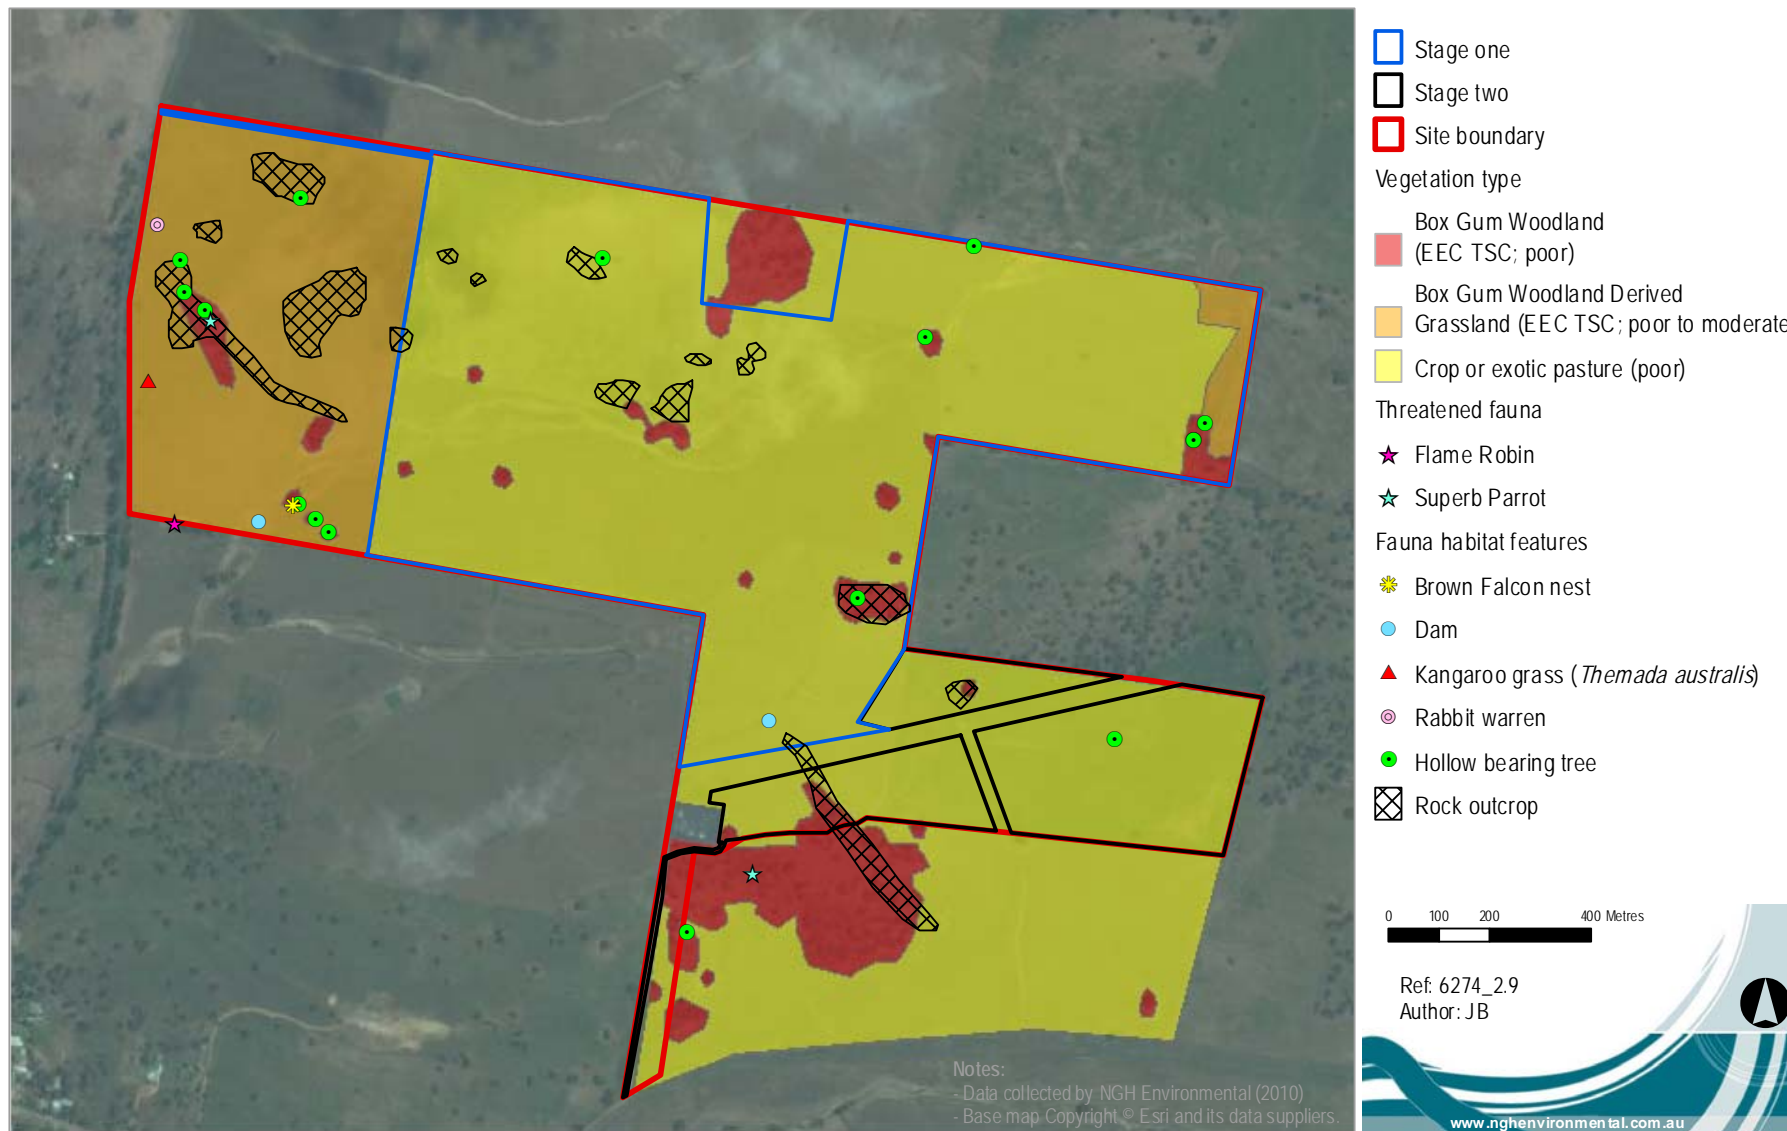 Stage one
Stage two
Site boundary
Vegetation type
Box Gum Woodland
(EEC TSC; poor)
Box Gum Woodland Derived
Grassland (EEC TSC; poor to moderate
Crop or exotic pasture (poor)
Threatened fauna
Flame Robin
Superb Parrot
Fauna habitat features
Brown Falcon nest
Dam
Kangaroo grass (Themada australis)
Rabbit warren
Hollow bearing tree
Rock outcrop
0 100 200 400 Metres
Ref: 6274_2.9
Author: JB
Notes:
- Data collected by NGH Environmental (2010)
- Base map Copyright © Esri and its data suppliers.
www.nghenvironmental.com.au